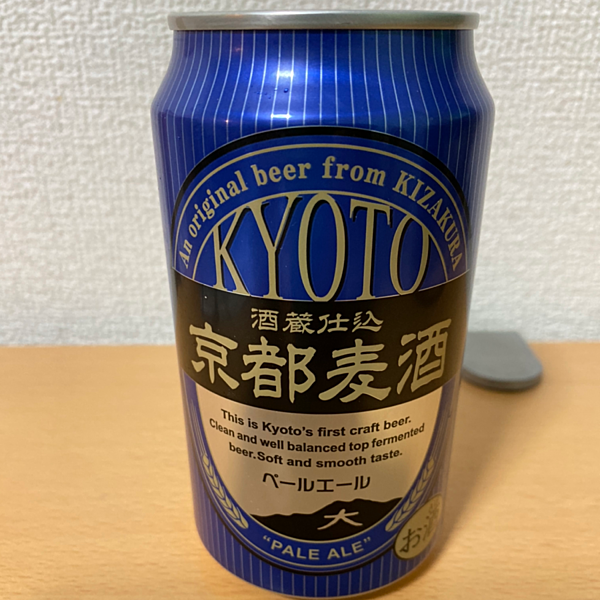 An original beer from KIZAKURA
KYOTO
酒蔵仕込
京都麦酒
This is Kyoto's first craft beer.
Clean and well balanced top fermented
beer.Soft and smooth taste.
ペールエール
大
"PALE ALE"
お酒